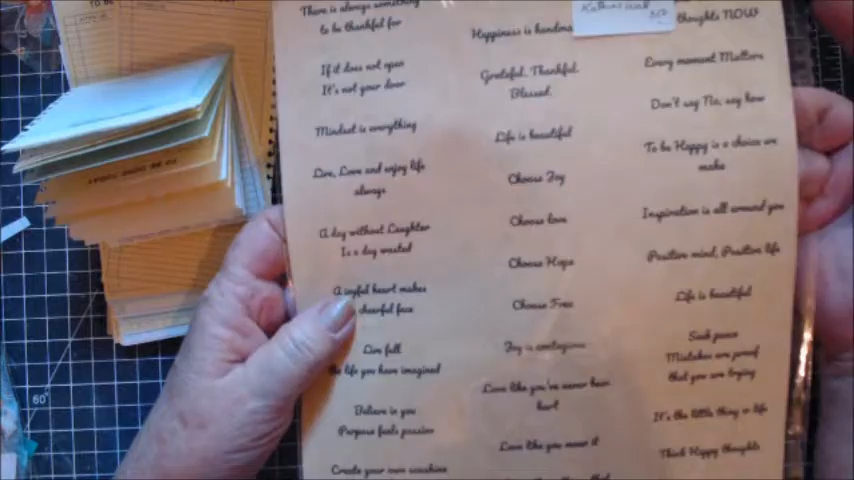 There is always something
to be thankful for
If it does not open
It's not your door
Mindset is everything
Live, Love and enjoy life
always
A day without Laughter
Is a day wasted
A joyful heart makes
cheerful face
Live full
the life you have imagined
Believe in you
Purpose fuels passion
Create your own sunshine
Happiness is
Grateful. Thankful.
Blessed.
Life is beautiful
Choose Joy
Choose love
Choose Hope
Choose Free
Joy is contagious
Love like you've never been
hurt
Love like you mean it
thoughts NOW
Every moment Matters
Don't say No, say how
To be Happy is a choice we
make
Inspiration is all around you
Positive mind, Positive life
Life is beautiful
Seek peace
Mistakes are proof
that you are trying
It's the little thing in life
Think Happy thoughts
60°